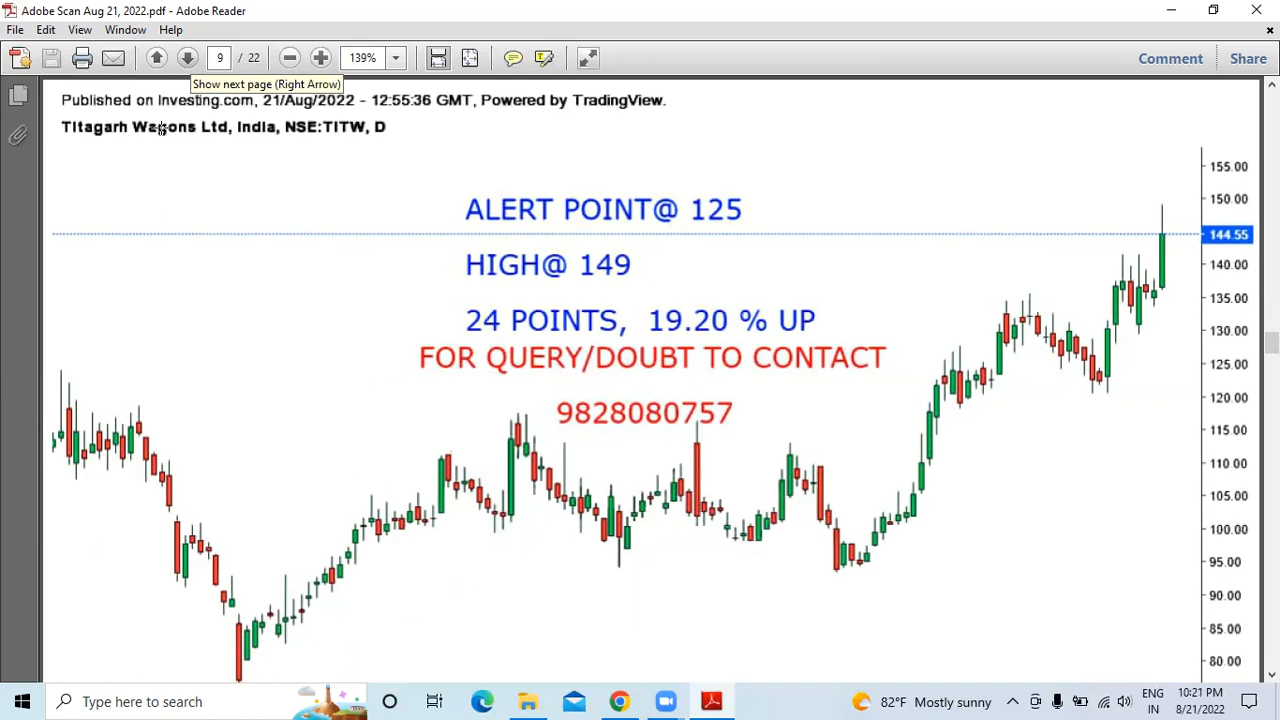 Adobe Scan Aug 21, 2022.pdf - Adobe Reader
File Edit View Window Help
9 / 22 139% Comment Share
Show next page (Right Arrow)
Published on Investing.com, 21/Aug/2022 - 12:55:36 GMT, Powered by TradingView.
Titagarh Wagons Ltd, India, NSE:TITW, D
155.00
ALERT POINT@ 125
150.00
144.55
HIGH@ 149
140.00
135.00
24 POINTS, 19.20 % UP
130.00
FOR QUERY/DOUBT TO CONTACT
125.00
120.00
9828080757
115.00
110.00
105.00
100.00
95.00
90.00
85.00
80.00
Type here to search
82°F Mostly sunny
ENG
IN
10:21 PM
8/21/2022